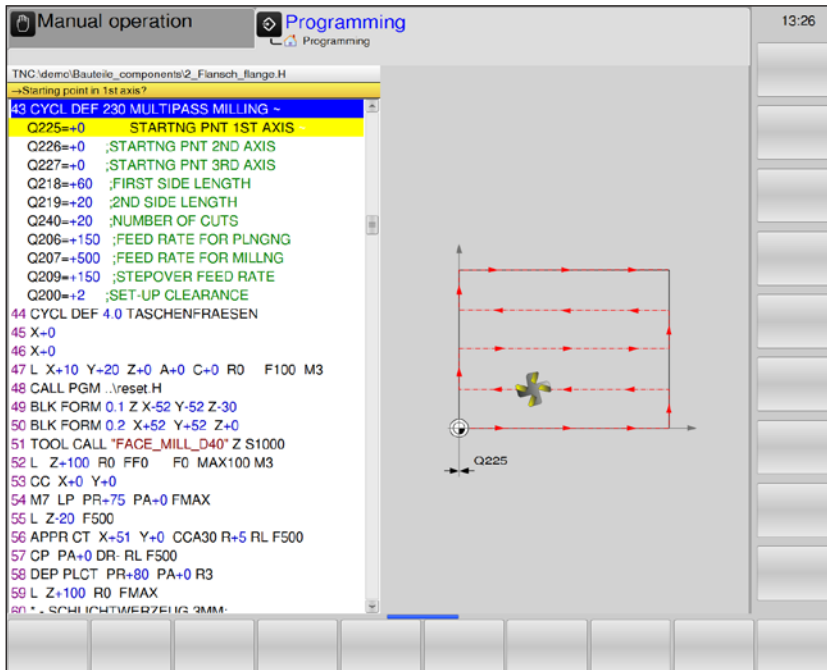 Manual operation
Programming
Programming
13:26
TNC:\demo\Bauteile_components\2_Flansch_flange.H
→Starting point in 1st axis?
43 CYCL DEF 230 MULTIPASS MILLING ~
Q225=+0 STARTNG PNT 1ST AXIS ~
Q226=+0 ;STARTNG PNT 2ND AXIS
Q227=+0 ;STARTNG PNT 3RD AXIS
Q218=+60 ;FIRST SIDE LENGTH
Q219=+20 ;2ND SIDE LENGTH
Q240=+20 ;NUMBER OF CUTS
Q206=+150 ;FEED RATE FOR PLNGNG
Q207=+500 ;FEED RATE FOR MILLNG
Q209=+150 ;STEPOVER FEED RATE
Q200=+2 ;SET-UP CLEARANCE
44 CYCL DEF 4.0 TASCHENFRAESEN
45 X+0
46 X+0
47 L X+10 Y+20 Z+0 A+0 C+0 R0 F100 M3
48 CALL PGM ..\reset.H
49 BLK FORM 0.1 Z X-52 Y-52 Z-30
50 BLK FORM 0.2 X+52 Y+52 Z+0
51 TOOL CALL "FACE_MILL_D40" Z S1000
52 L Z+100 R0 FF0 F0 MAX100 M3
53 CC X+0 Y+0
54 M7 LP PR+75 PA+0 FMAX
55 L Z-20 F500
56 APPR CT X+51 Y+0 CCA30 R+5 RL F500
57 CP PA+0 DR- RL F500
58 DEP PLCT PR+80 PA+0 R3
59 L Z+100 R0 FMAX
60 * - SCHLICHTWERZEUG 3MM:
Q225